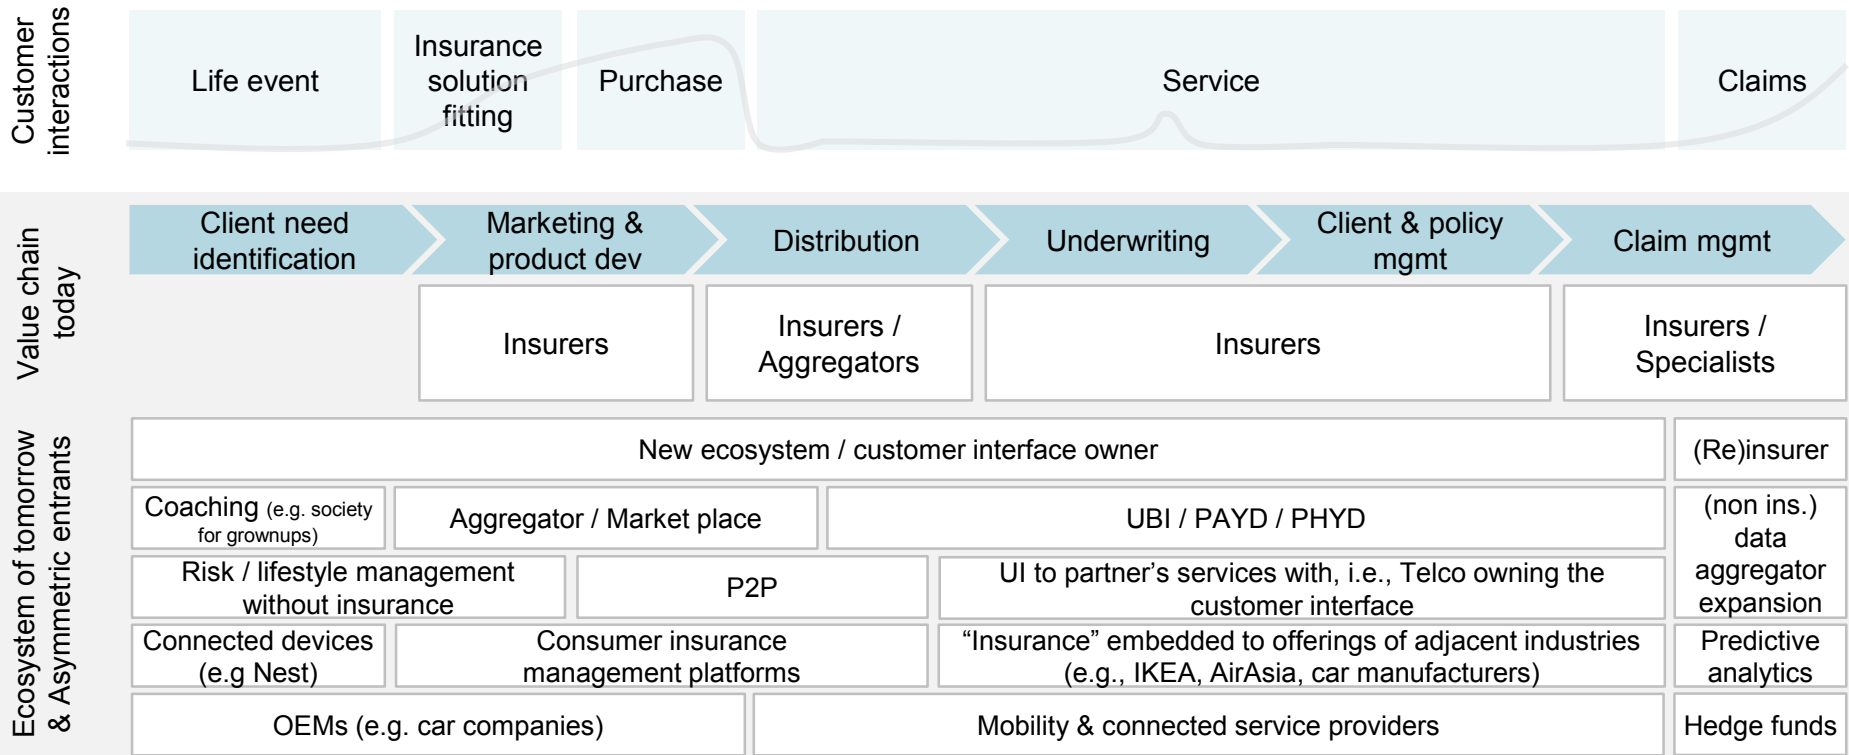 Customer
interactions
Life event
Insurance
solution
fitting
Purchase
Service
Claims
Value chain
today
Client need
identification
Marketing &
product dev
Distribution
Underwriting
Client & policy
mgmt
Claim mgmt
Insurers
Insurers /
Aggregators
Insurers
Insurers /
Specialists
Ecosystem of tomorrow
& Asymmetric entrants
New ecosystem / customer interface owner
(Re)insurer
Coaching (e.g. society
for grownups)
Aggregator / Market place
UBI / PAYD / PHYD
(non ins.)
data
aggregator
expansion
Risk / lifestyle management
without insurance
P2P
UI to partner’s services with, i.e., Telco owning the
customer interface
Connected devices
(e.g Nest)
Consumer insurance
management platforms
“Insurance” embedded to offerings of adjacent industries
(e.g., IKEA, AirAsia, car manufacturers)
Predictive
analytics
OEMs (e.g. car companies)
Mobility & connected service providers
Hedge funds